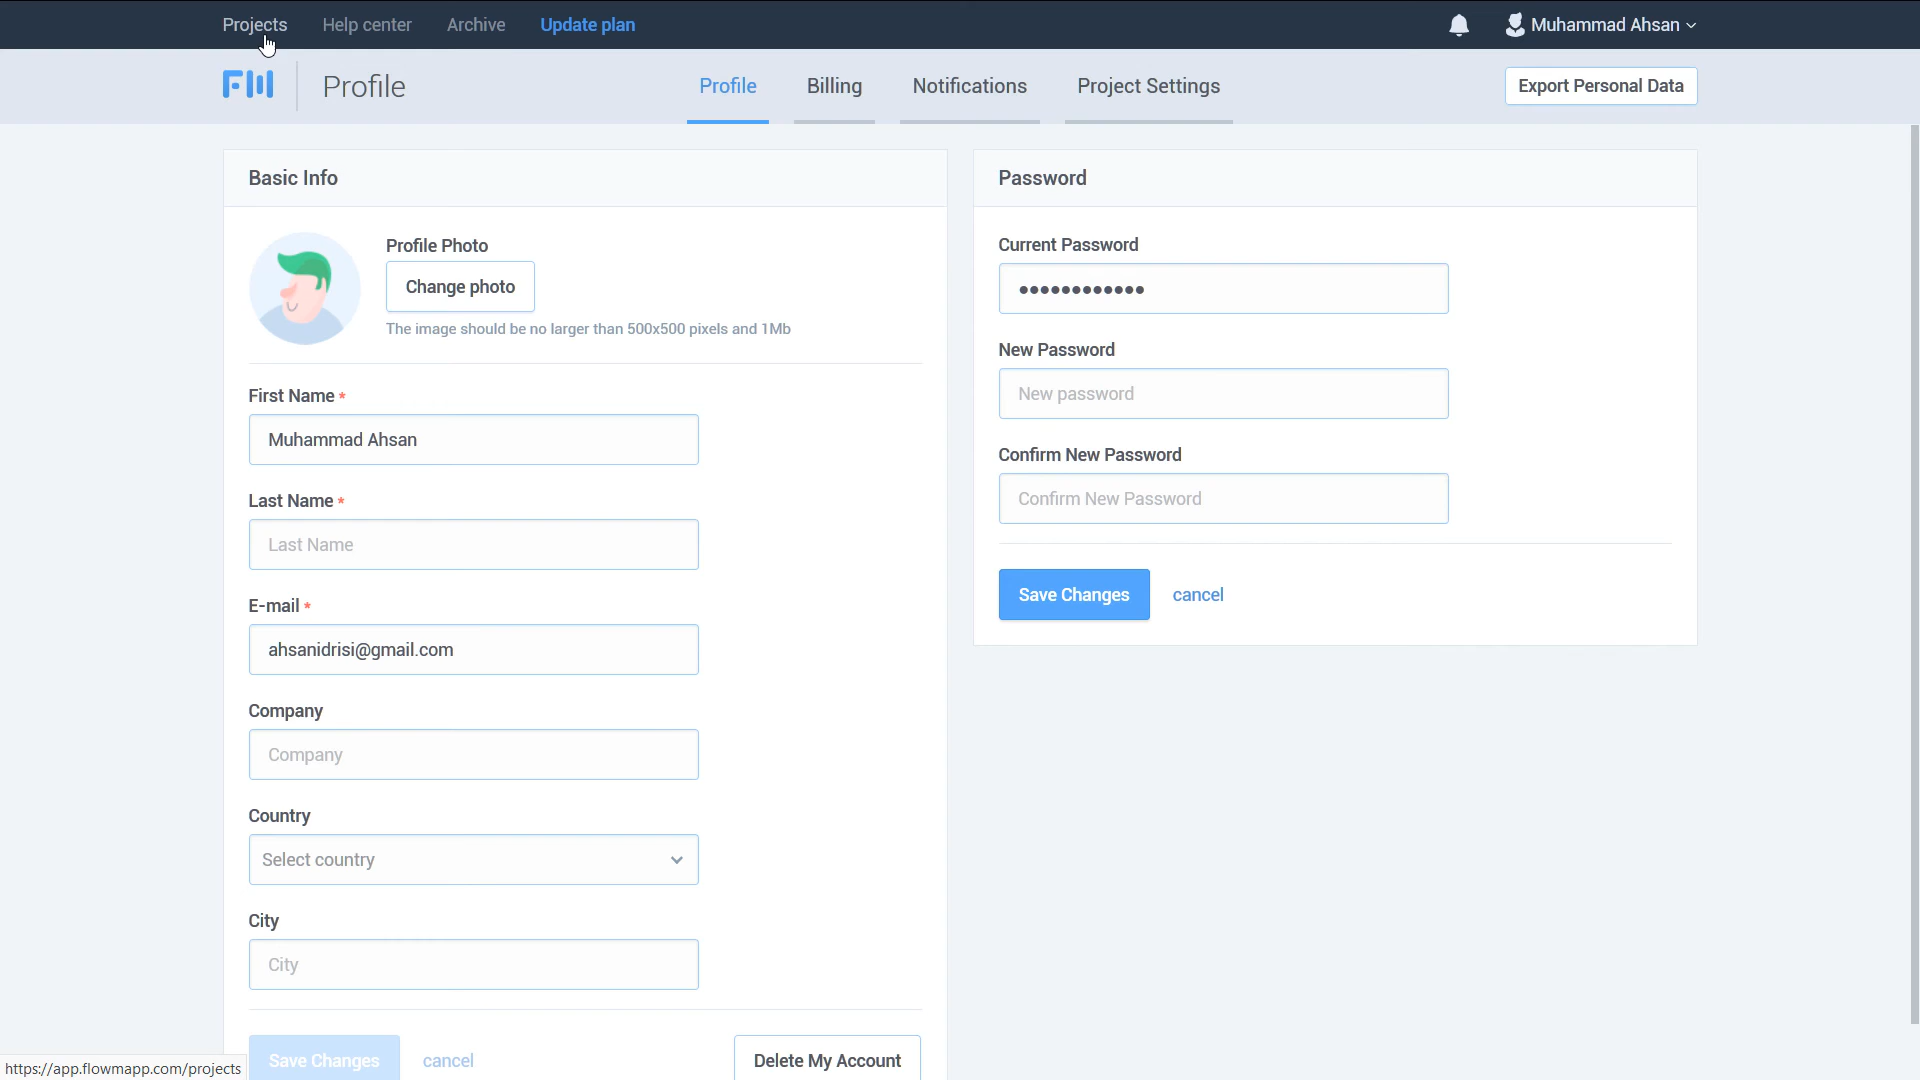 Projects
Help center
Archive
Update plan
Muhammad Ahsan
Profile
Profile
Billing
Notifications
Project Settings
Export Personal Data
Basic Info
Profile Photo
Change photo
The image should be no larger than 500x500 pixels and 1Mb
First Name *
Muhammad Ahsan
Last Name *
Last Name
E-mail *
ahsanidrisi@gmail.com
Company
Company
Country
Select country
City
City
Save Changes
cancel
Delete My Account
Password
Current Password
••••••••••••
New Password
New password
Confirm New Password
Confirm New Password
Save Changes
cancel
https://app.flowmapp.com/projects